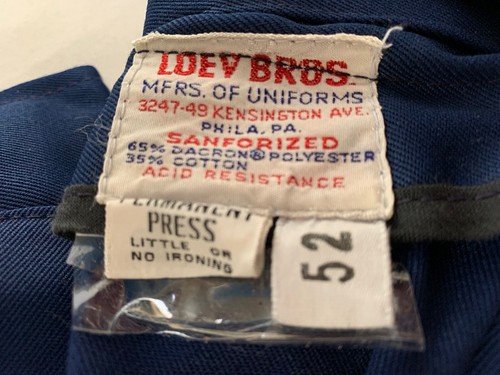 LOEV BROS.
MFRS. OF UNIFORMS
3247-49 KENSINGTON AVE.
PHILA. PA.
SANFORIZED
65% DACRON® POLYESTER
35% COTTON
ACID RESISTANCE
PERMANENT
PRESS
LITTLE OR
NO IRONING
52